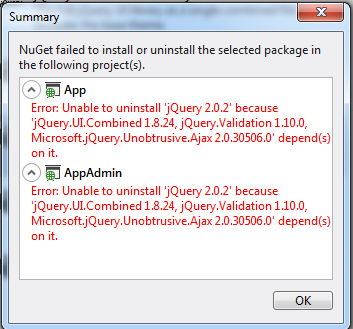 Summary
NuGet failed to install or uninstall the selected package in
the following project(s).
App
Error: Unable to uninstall 'jQuery 2.0.2' because
'jQuery.UI.Combined 1.8.24, jQuery.Validation 1.10.0,
Microsoft.jQuery.Unobtrusive.Ajax 2.0.30506.0' depend(s)
on it.
AppAdmin
Error: Unable to uninstall 'jQuery 2.0.2' because
'jQuery.UI.Combined 1.8.24, jQuery.Validation 1.10.0,
Microsoft.jQuery.Unobtrusive.Ajax 2.0.30506.0' depend(s)
on it.
OK